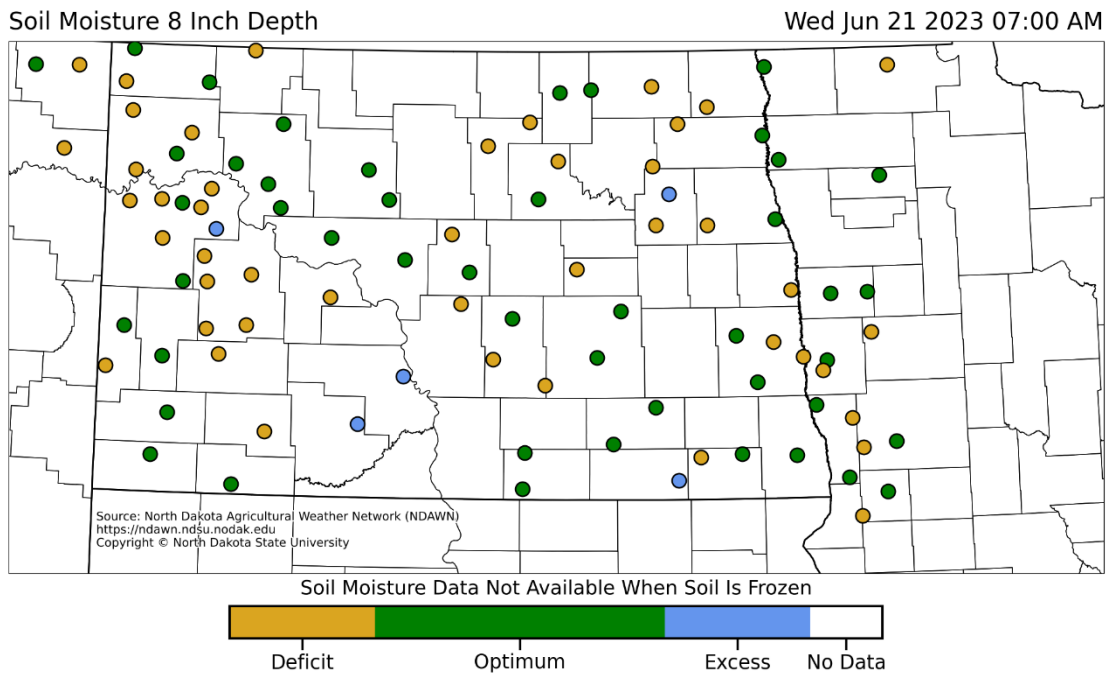 Soil Moisture 8 Inch Depth
Wed Jun 21 2023 07:00 AM
Source: North Dakota Agricultural Weather Network (NDAWN)
https://ndawn.ndsu.nodak.edu
Copyright © North Dakota State University
Soil Moisture Data Not Available When Soil Is Frozen
Deficit
Optimum
Excess
No Data